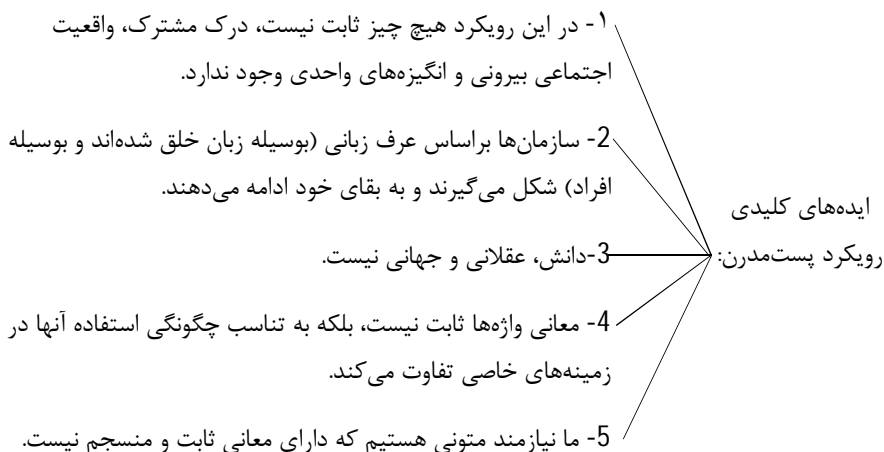 ۱- در این رویکرد هیچ چیز ثابت نیست، درک مشترک، واقعیت
اجتماعی بیرونی و انگیزه‌های واحدی وجود ندارد.
2- سازمان‌ها براساس عرف زبانی (بوسیله زبان خلق شده‌اند و بوسیله
افراد) شکل می‌گیرند و به بقای خود ادامه می‌دهند.
ایده‌های کلیدی
رویکرد پست‌مدرن:
3-دانش، عقلانی و جهانی نیست.
4- معانی واژه‌ها ثابت نیست، بلکه به تناسب چگونگی استفاده آنها در
زمینه‌های خاصی تفاوت می‌کند.
5- ما نیازمند متونی هستیم که دارای معانی ثابت و منسجم نیست.